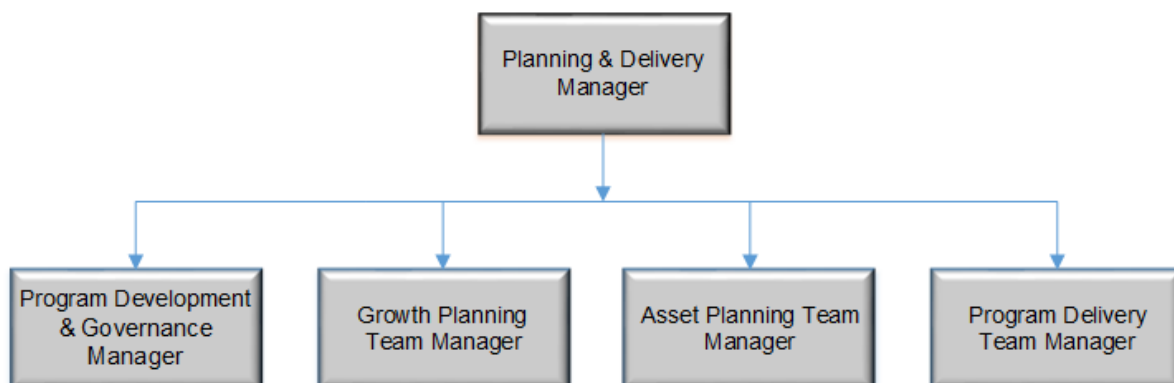 Planning & Delivery
Manager
Program Development
& Governance
Manager
Growth Planning
Team Manager
Asset Planning Team
Manager
Program Delivery
Team Manager